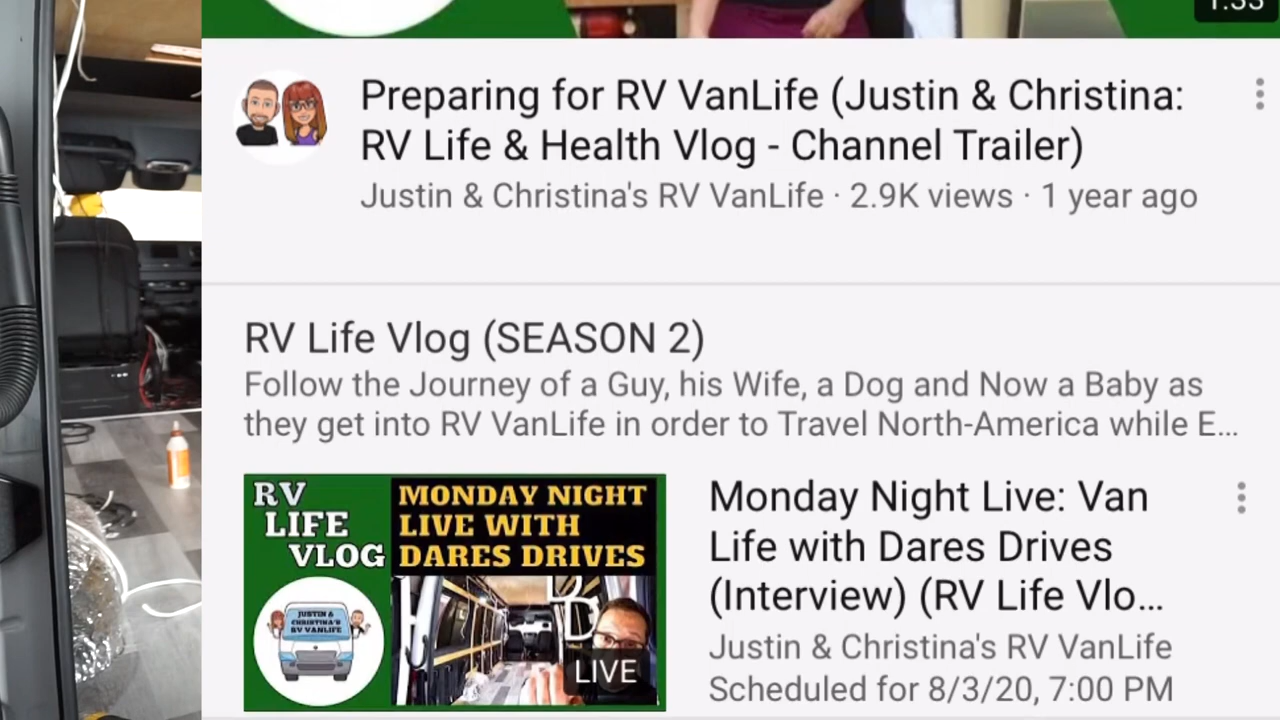 1:33
Preparing for RV VanLife (Justin & Christina:
RV Life & Health Vlog - Channel Trailer)
Justin & Christina's RV VanLife · 2.9K views · 1 year ago
RV Life Vlog (SEASON 2)
Follow the Journey of a Guy, his Wife, a Dog and Now a Baby as
they get into RV VanLife in order to Travel North-America while E...
RV
LIFE
VLOG
JUSTIN &
CHRISTINA'S
RV VANLIFE
MONDAY NIGHT
LIVE WITH
DARES DRIVES
LIVE
Monday Night Live: Van
Life with Dares Drives
(Interview) (RV Life Vlo...
Justin & Christina's RV VanLife
Scheduled for 8/3/20, 7:00 PM